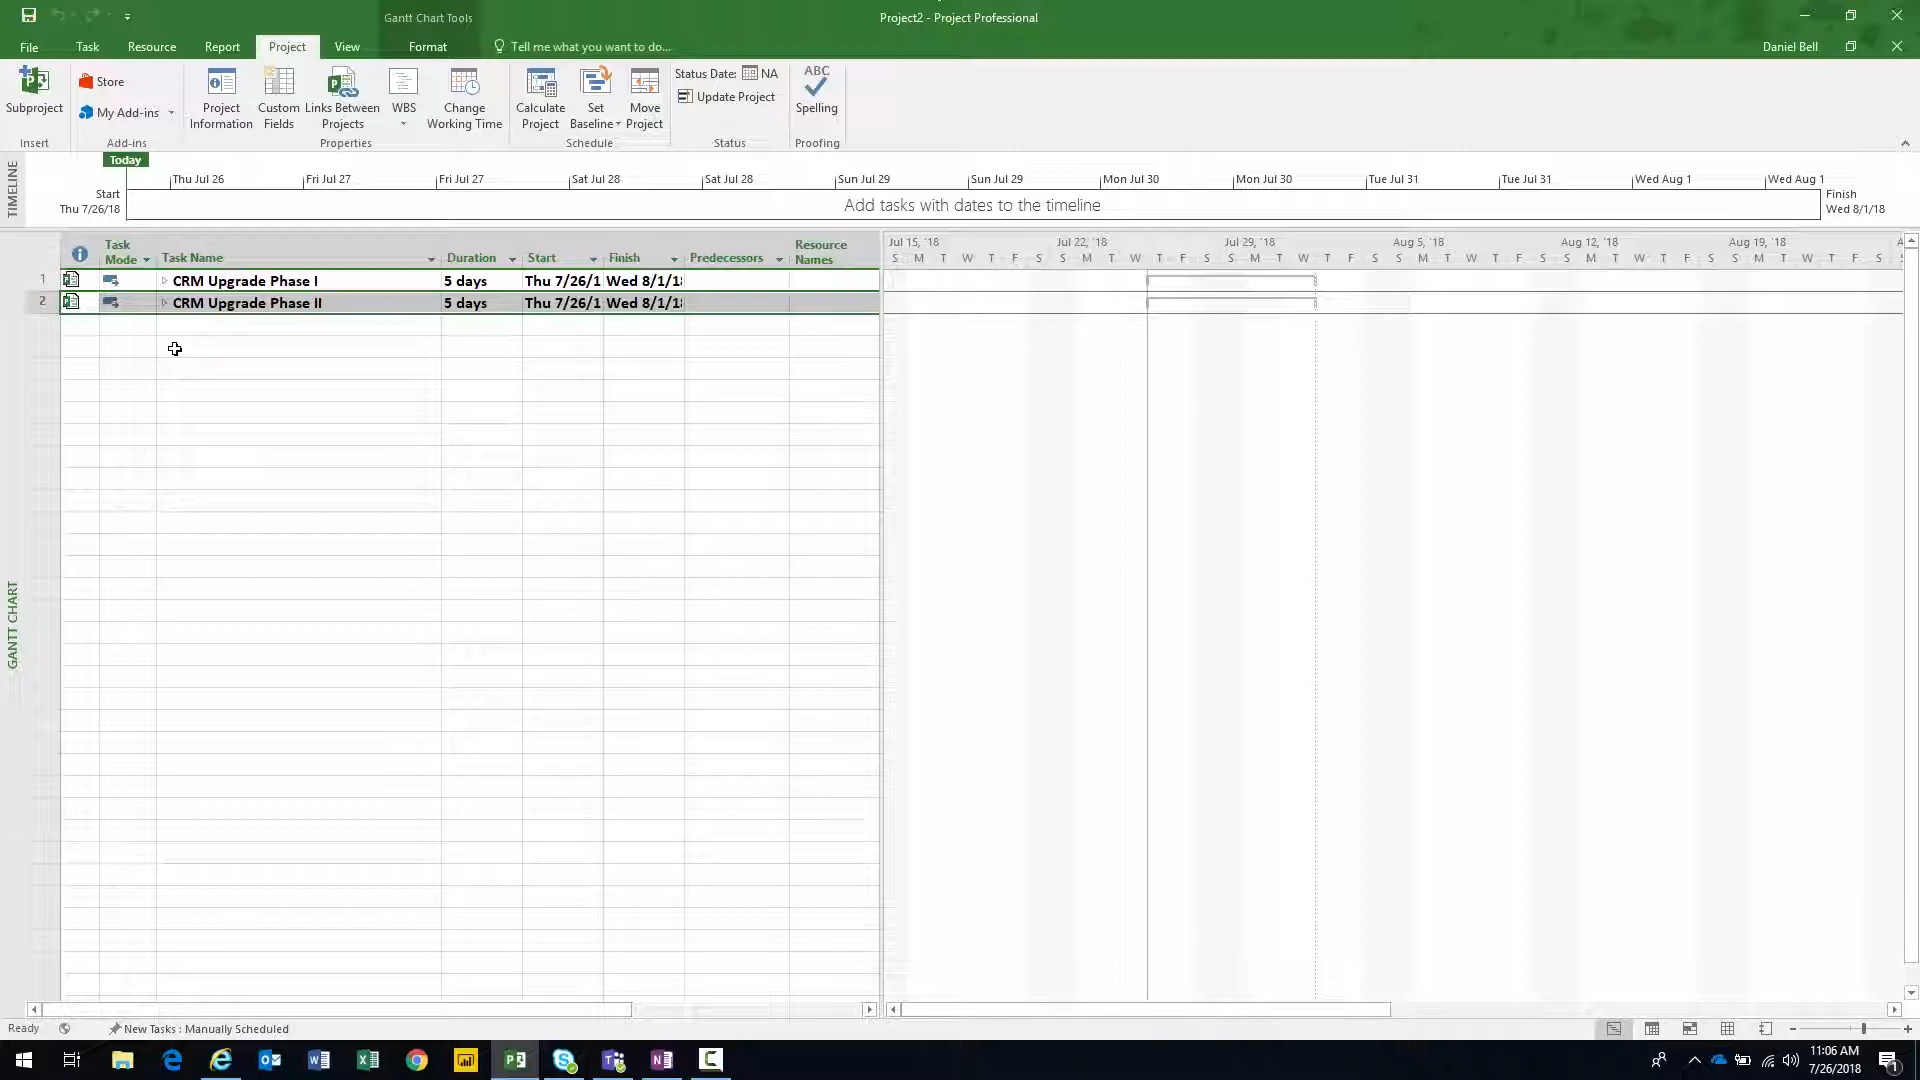 Gantt Chart Tools
Project2 - Project Professional
File Task Resource Report Project View Format Tell me what you want to do... Daniel Bell
Subproject
Store
My Add-ins
Project Information
Custom Fields
Links Between Projects
WBS
Change Working Time
Calculate Project
Set Baseline
Move Project
Status Date: NA
Update Project
ABC
Spelling
Insert Add-ins Properties Schedule Status Proofing
TIMELINE
Today
Thu Jul 26 Fri Jul 27 Fri Jul 27 Sat Jul 28 Sat Jul 28 Sun Jul 29 Sun Jul 29 Mon Jul 30 Mon Jul 30 Tue Jul 31 Tue Jul 31 Wed Aug 1 Wed Aug 1
Start
Thu 7/26/18
Add tasks with dates to the timeline
Finish
Wed 8/1/18
GANTT CHART
Task Mode Task Name Duration Start Finish Predecessors Resource Names
1 CRM Upgrade Phase I 5 days Thu 7/26/1 Wed 8/1/1
2 CRM Upgrade Phase II 5 days Thu 7/26/1 Wed 8/1/1
Jul 15, '18 Jul 22, '18 Jul 29, '18 Aug 5, '18 Aug 12, '18 Aug 19, '18 A
S M T W T F S S M T W T F S S M T W T F S S M T W T F S S M T W T F S S M T W T F S
Ready New Tasks : Manually Scheduled
11:06 AM
7/26/2018
1